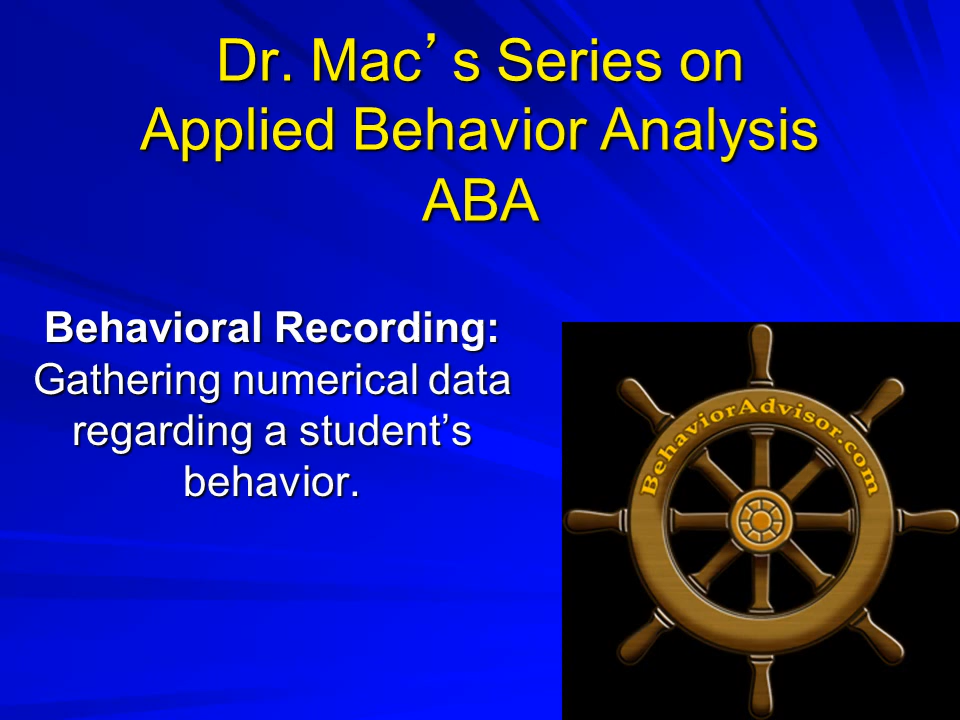 Dr. Mac’s Series on
Applied Behavior Analysis
ABA
Behavioral Recording:
Gathering numerical data
regarding a student’s
behavior.
BehaviorAdvisor.com